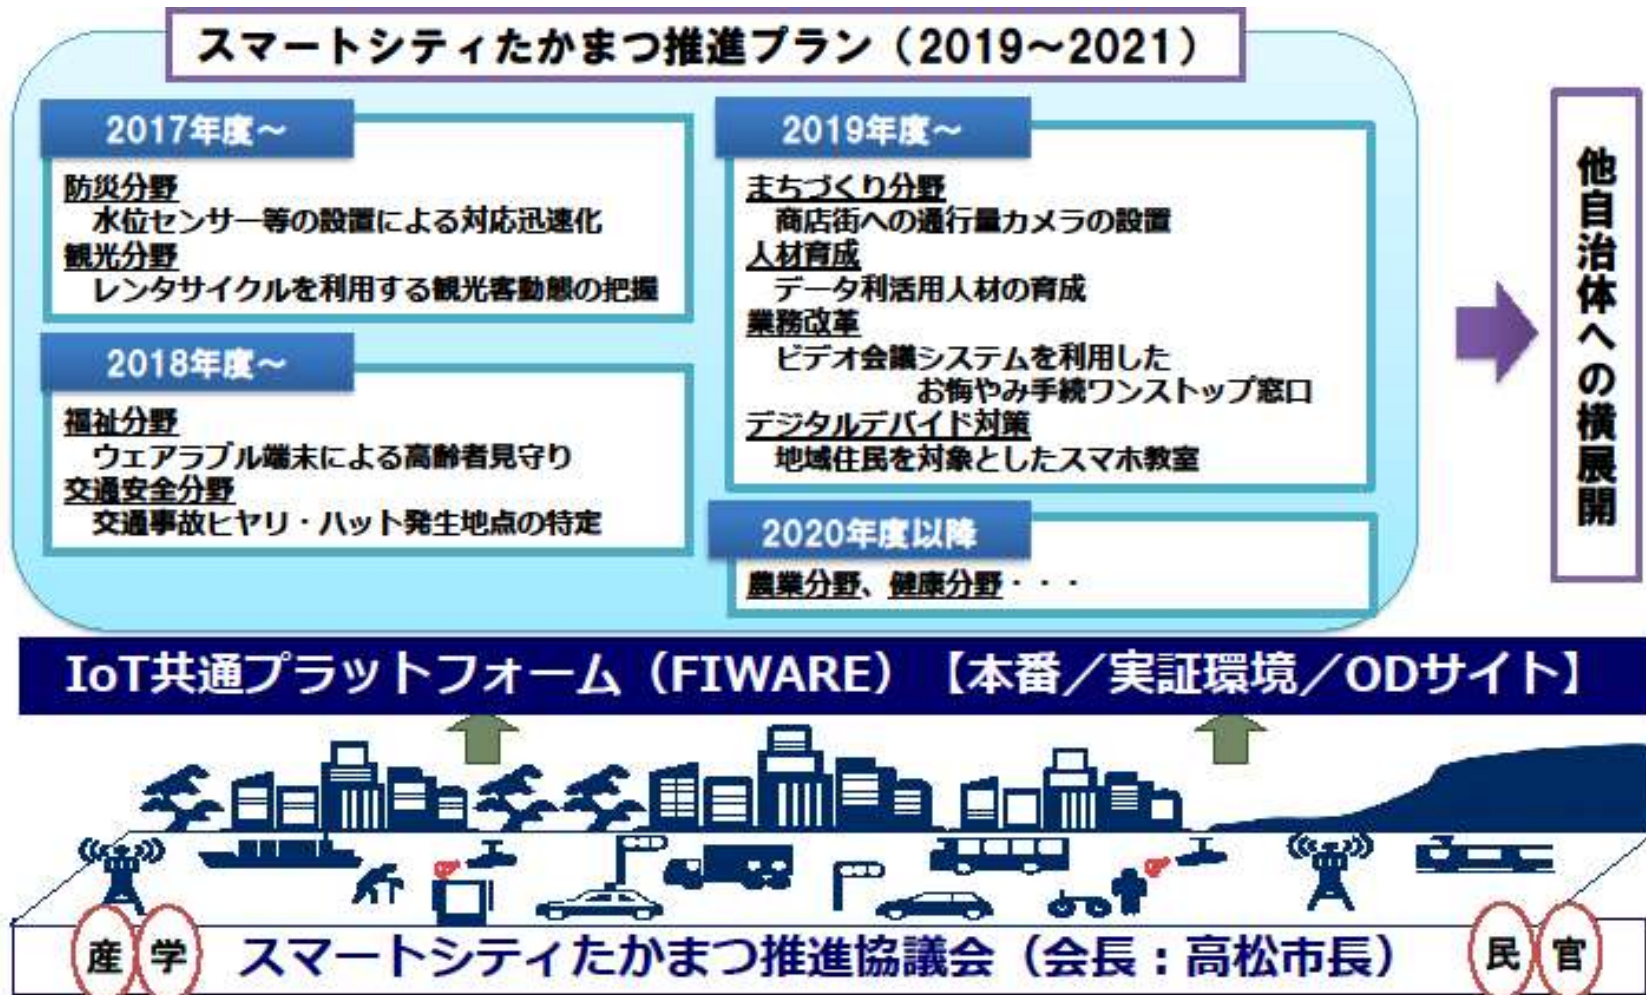 スマートシティたかまつ推進プラン（2019～2021）
2017年度～
防災分野
水位センサー等の設置による対応迅速化
観光分野
レンタサイクルを利用する観光客動態の把握
2018年度～
福祉分野
ウェアラブル端末による高齢者見守り
交通安全分野
交通事故ヒヤリ・ハット発生地点の特定
2019年度～
まちづくり分野
商店街への通行量カメラの設置
人材育成
データ利活用人材の育成
業務改革
ビデオ会議システムを利用した
お悔やみ手続ワンストップ窓口
デジタルデバイド対策
地域住民を対象としたスマホ教室
2020年度以降
農業分野、健康分野・・・
他自治体への横展開
IoT共通プラットフォーム（FIWARE）【本番／実証環境／ODサイト】
産 学 スマートシティたかまつ推進協議会（会長：高松市長） 民 官